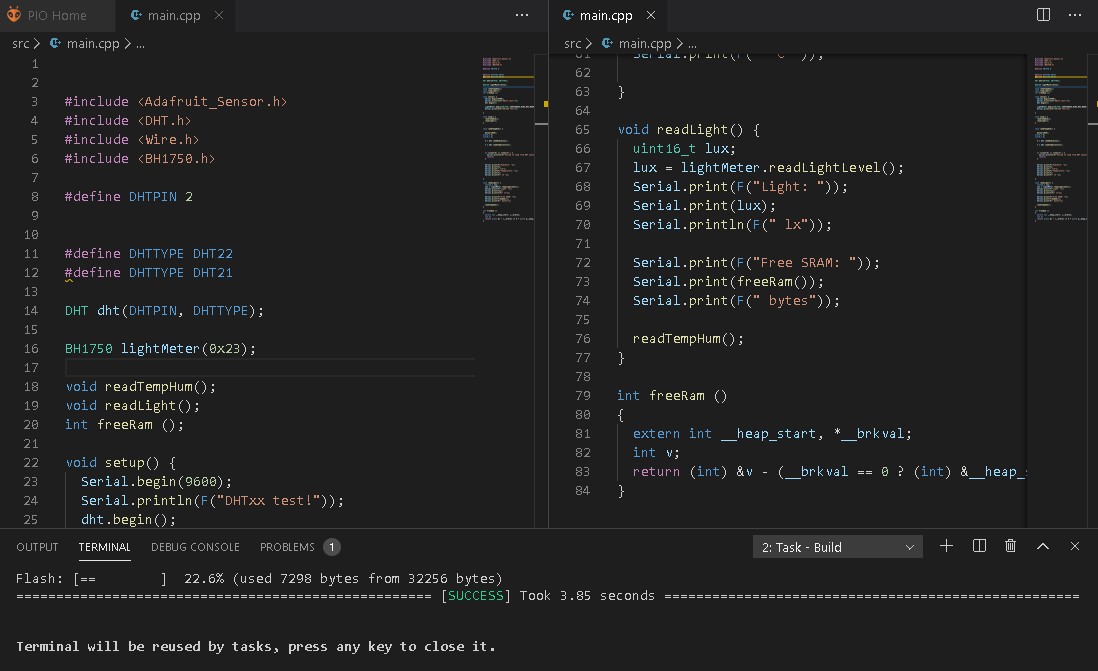 PIO Home
main.cpp
src > main.cpp > ...
1
2
3 #include <Adafruit_Sensor.h>
4 #include <DHT.h>
5 #include <Wire.h>
6 #include <BH1750.h>
7
8 #define DHTPIN 2
9
10
11 #define DHTTYPE DHT22
12 #define DHTTYPE DHT21
13
14 DHT dht(DHTPIN, DHTTYPE);
15
16 BH1750 lightMeter(0x23);
17
18 void readTempHum();
19 void readLight();
20 int freeRam ();
21
22 void setup() {
23 Serial.begin(9600);
24 Serial.println(F("DHTxx test!"));
25 dht.begin();
main.cpp
src > main.cpp > ...
61 Serial.print(F(" *C "));
62
63 }
64
65 void readLight() {
66 uint16_t lux;
67 lux = lightMeter.readLightLevel();
68 Serial.print(F("Light: "));
69 Serial.print(lux);
70 Serial.println(F(" lx"));
71
72 Serial.print(F("Free SRAM: "));
73 Serial.print(freeRam());
74 Serial.print(F(" bytes"));
75
76 readTempHum();
77 }
78
79 int freeRam ()
80 {
81 extern int __heap_start, *__brkval;
82 int v;
83 return (int) &v - (__brkval == 0 ? (int) &__heap_s
84 }
OUTPUT TERMINAL DEBUG CONSOLE PROBLEMS 1 2: Task - Build
Flash: [== ] 22.6% (used 7298 bytes from 32256 bytes)
==================================================== [SUCCESS] Took 3.85 seconds ====================================================
Terminal will be reused by tasks, press any key to close it.